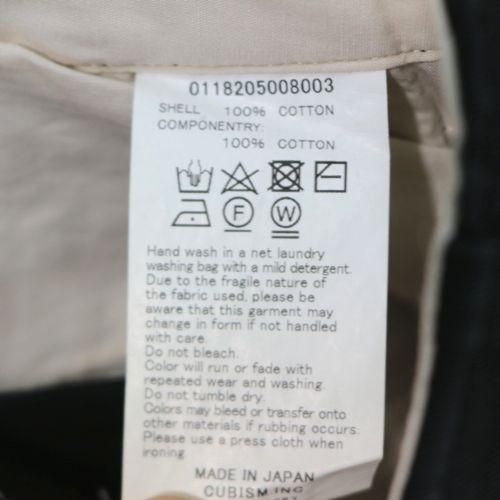 0118205008003
SHELL 100% COTTON
COMPONENTRY:
100% COTTON
F W
Hand wash in a net laundry
washing bag with a mild detergent.
Due to the fragile nature of
the fabric used, please be
aware that this garment may
change in form if not handled
with care.
Do not bleach.
Color will run or fade with
repeated wear and washing.
Do not tumble dry.
Colors may bleed or transfer onto
other materials if rubbing occurs.
Please use a press cloth when
ironing.
MADE IN JAPAN
CUBISM INC